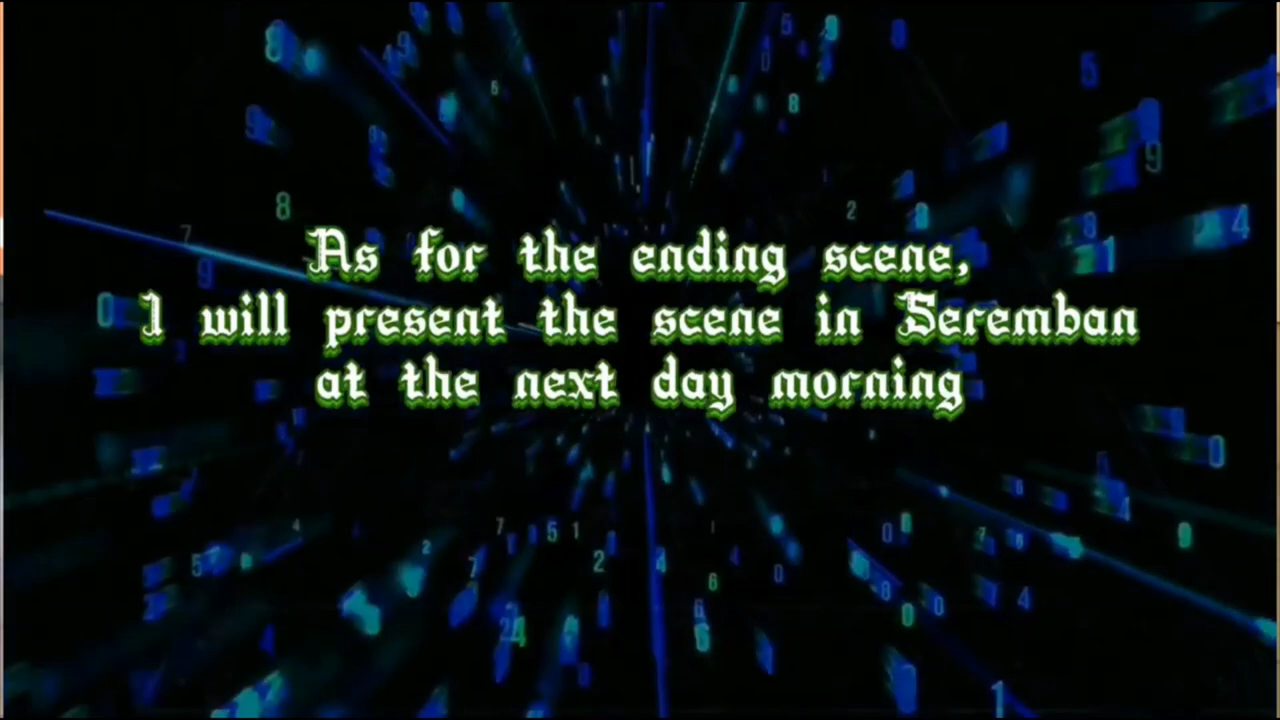 As for the ending scene,
I will present the scene in Seremban
at the next day morning